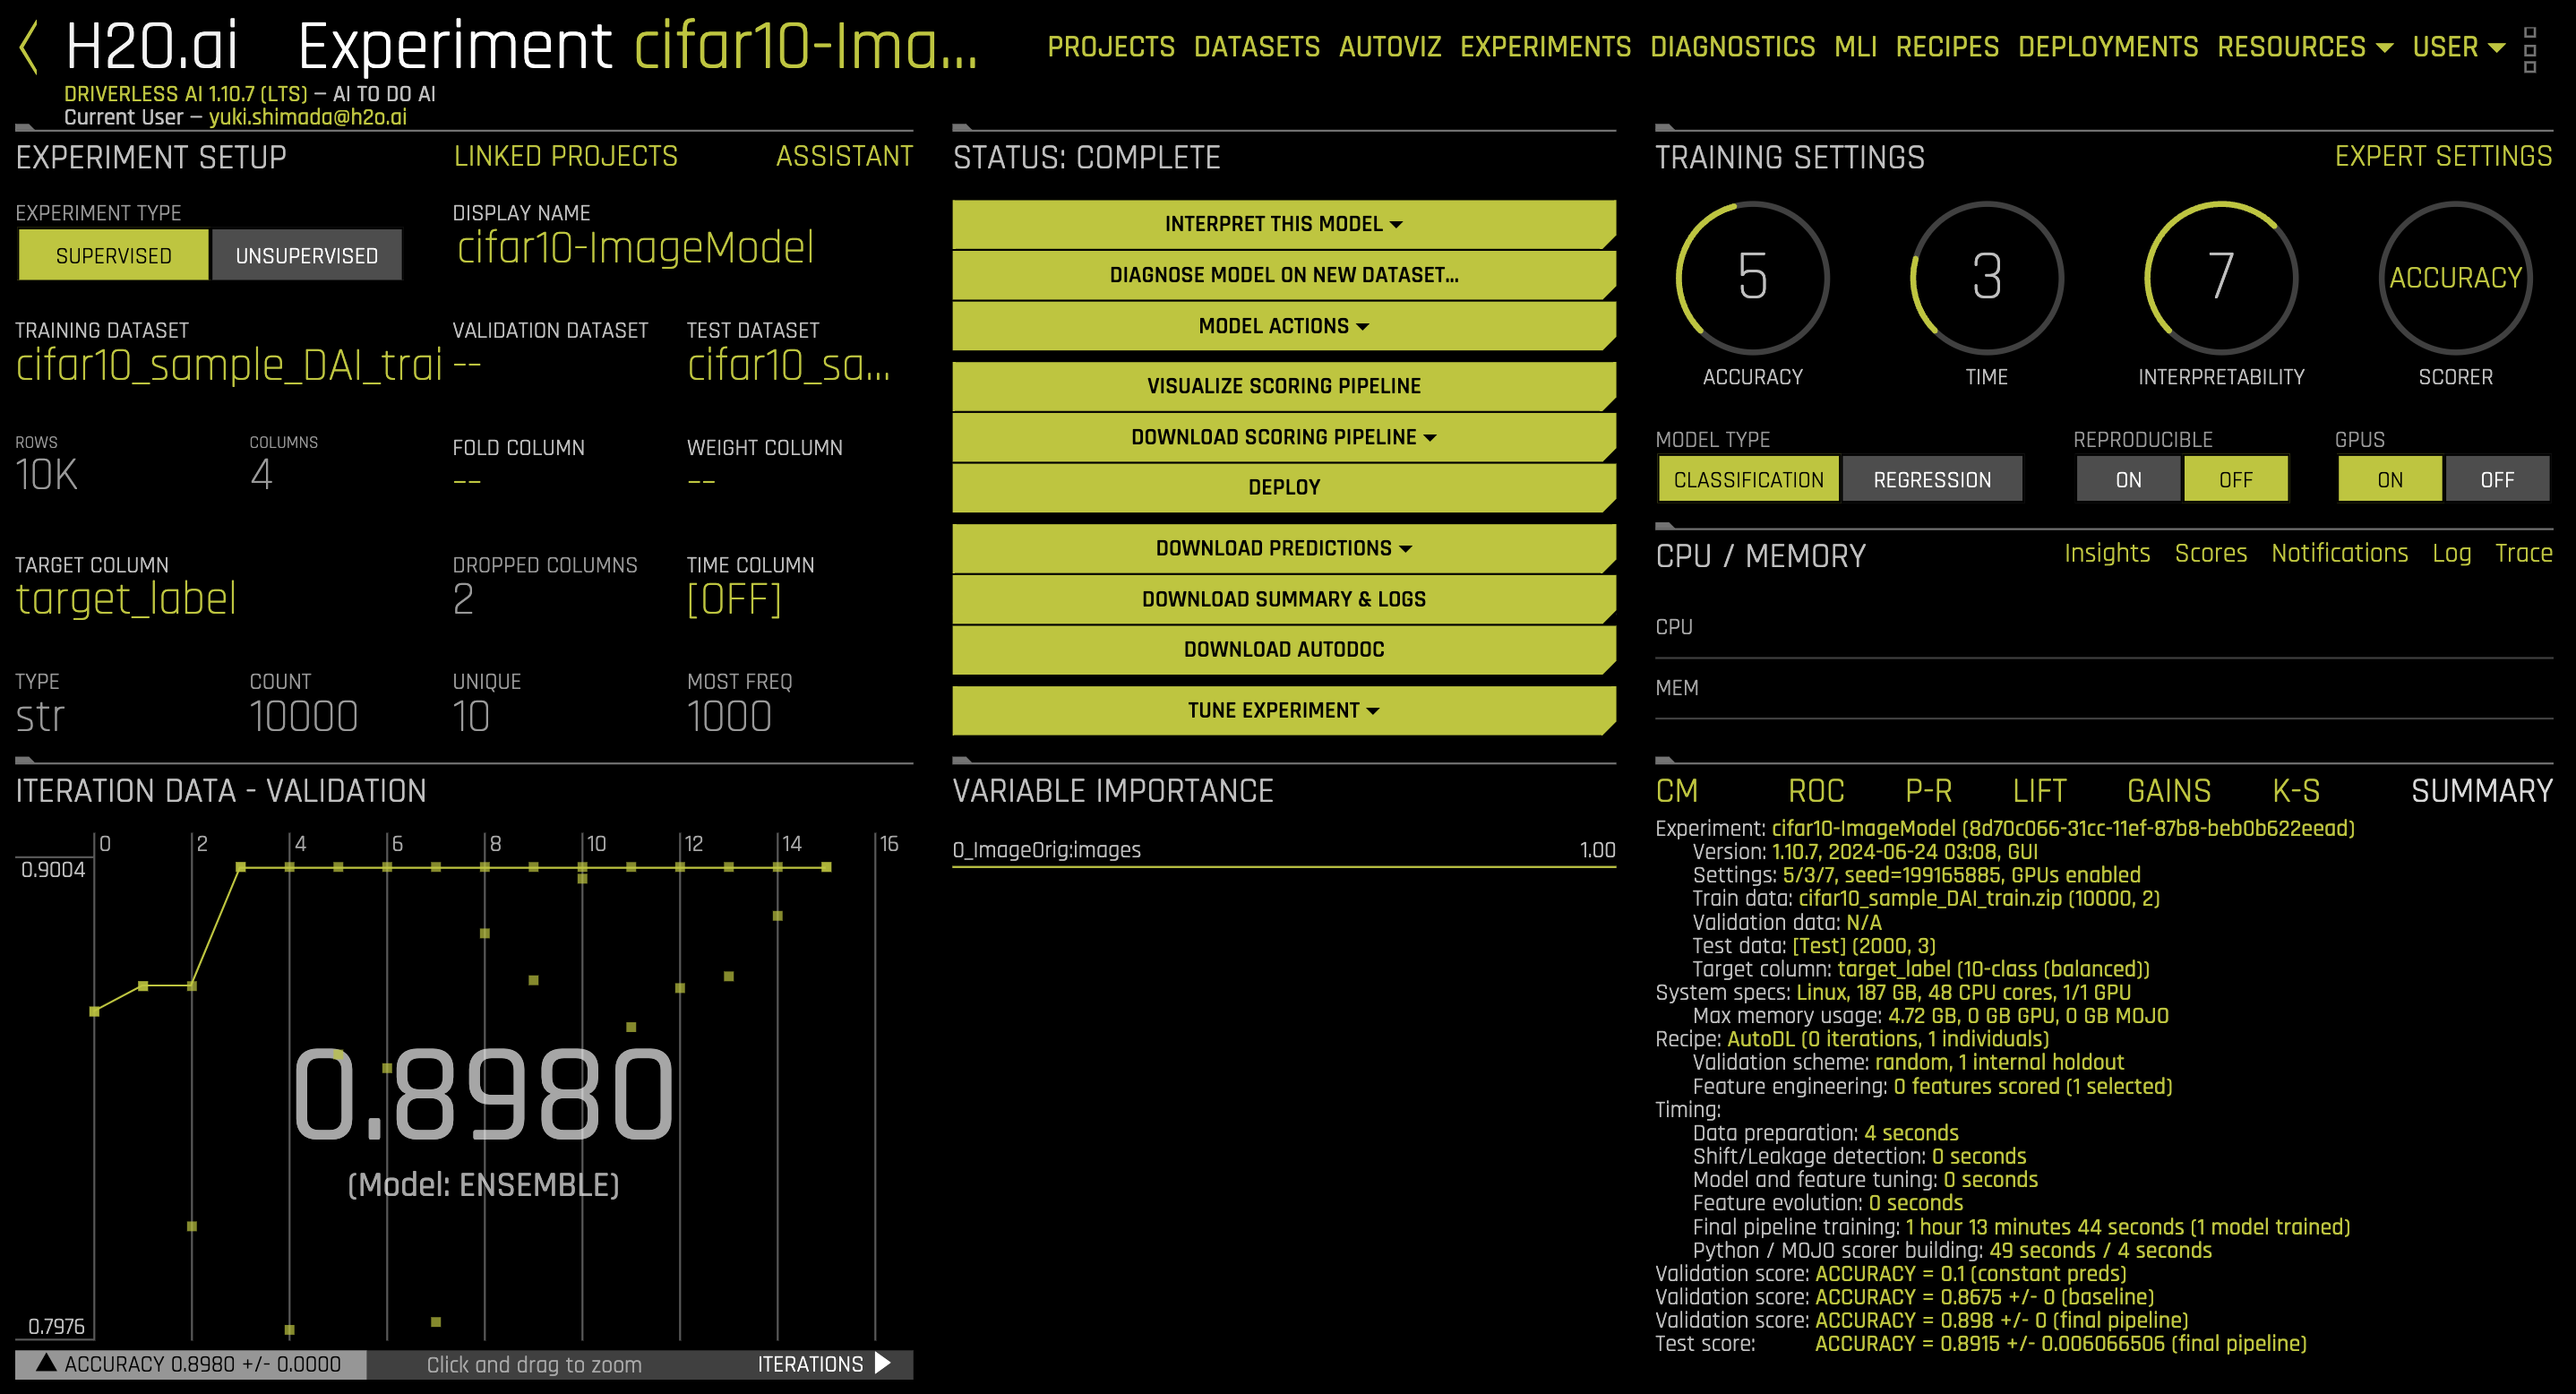 H2O.ai Experiment cifar10-Ima...
PROJECTS DATASETS AUTOVIZ EXPERIMENTS DIAGNOSTICS MLI RECIPES DEPLOYMENTS RESOURCES USER
DRIVERLESS AI 1.10.7 (LTS) — AI TO DO AI
Current User — yuki.shimada@h2o.ai
EXPERIMENT SETUP LINKED PROJECTS ASSISTANT
EXPERIMENT TYPE
SUPERVISED UNSUPERVISED
DISPLAY NAME
cifar10-ImageModel
TRAINING DATASET VALIDATION DATASET TEST DATASET
cifar10_sample_DAI_trai -- cifar10_sa...
ROWS COLUMNS FOLD COLUMN WEIGHT COLUMN
10K 4 -- --
TARGET COLUMN DROPPED COLUMNS TIME COLUMN
target_label 2 [OFF]
TYPE COUNT UNIQUE MOST FREQ
str 10000 10 1000
STATUS: COMPLETE
INTERPRET THIS MODEL
DIAGNOSE MODEL ON NEW DATASET...
MODEL ACTIONS
VISUALIZE SCORING PIPELINE
DOWNLOAD SCORING PIPELINE
DEPLOY
DOWNLOAD PREDICTIONS
DOWNLOAD SUMMARY & LOGS
DOWNLOAD AUTODOC
TUNE EXPERIMENT
TRAINING SETTINGS EXPERT SETTINGS
5 3 7 ACCURACY
ACCURACY TIME INTERPRETABILITY SCORER
MODEL TYPE REPRODUCIBLE GPUS
CLASSIFICATION REGRESSION ON OFF ON OFF
CPU / MEMORY Insights Scores Notifications Log Trace
CPU
MEM
ITERATION DATA - VALIDATION
0 2 4 6 8 10 12 14 16
0.9004
0.8980
(Model: ENSEMBLE)
0.7976
ACCURACY 0.8980 +/- 0.0000 Click and drag to zoom ITERATIONS
VARIABLE IMPORTANCE
0_ImageOrig:images 1.00
CM ROC P-R LIFT GAINS K-S SUMMARY
Experiment: cifar10-ImageModel (8d70c066-31cc-11ef-87b8-beb0b622eead)
Version: 1.10.7, 2024-06-24 03:08, GUI
Settings: 5/3/7, seed=199165885, GPUs enabled
Train data: cifar10_sample_DAI_train.zip (10000, 2)
Validation data: N/A
Test data: [Test] (2000, 3)
Target column: target_label (10-class (balanced))
System specs: Linux, 187 GB, 48 CPU cores, 1/1 GPU
Max memory usage: 4.72 GB, 0 GB GPU, 0 GB MOJO
Recipe: AutoDL (0 iterations, 1 individuals)
Validation scheme: random, 1 internal holdout
Feature engineering: 0 features scored (1 selected)
Timing:
Data preparation: 4 seconds
Shift/Leakage detection: 0 seconds
Model and feature tuning: 0 seconds
Feature evolution: 0 seconds
Final pipeline training: 1 hour 13 minutes 44 seconds (1 model trained)
Python / MOJO scorer building: 49 seconds / 4 seconds
Validation score: ACCURACY = 0.1 (constant preds)
Validation score: ACCURACY = 0.8675 +/- 0 (baseline)
Validation score: ACCURACY = 0.898 +/- 0 (final pipeline)
Test score: ACCURACY = 0.8915 +/- 0.006066506 (final pipeline)